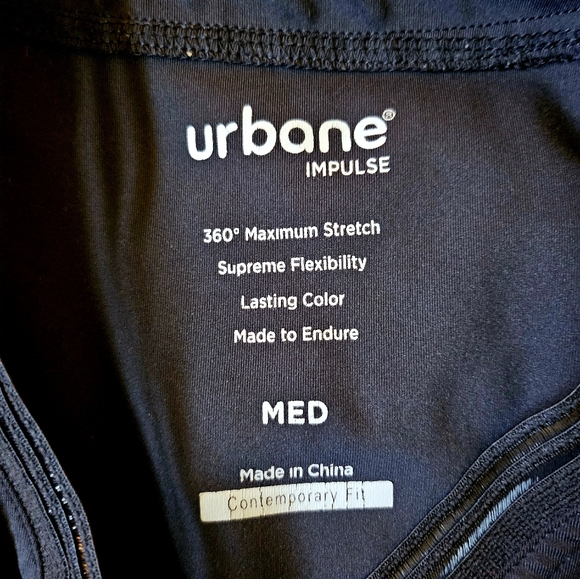 urbane®
IMPULSE
360° Maximum Stretch
Supreme Flexibility
Lasting Color
Made to Endure
MED
Made in China
Contemporary Fit